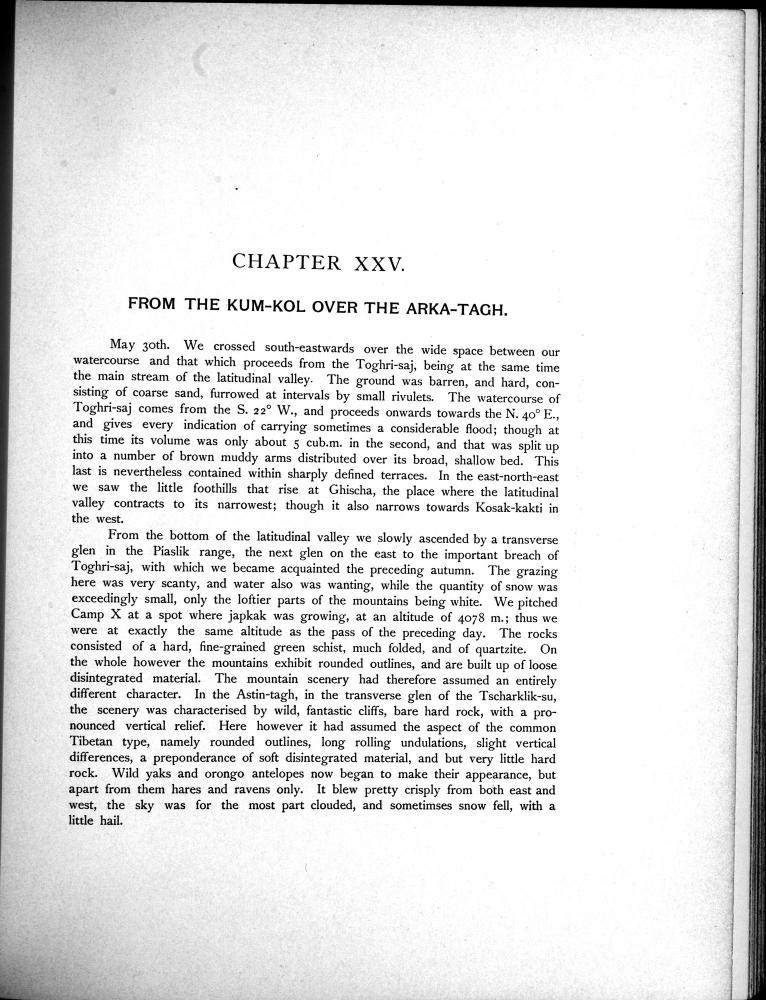 CHAPTER XXV.
FROM THE KUM-KOL OVER THE ARKA-TAGH.
May 30th. We crossed south-eastwards over the wide space between our
watercourse and that which proceeds from the Toghri-saj, being at the same time
the main stream of the latitudinal valley. The ground was barren, and hard, con-
sisting of coarse sand, furrowed at intervals by small rivulets. The watercourse of
Toghri-saj comes from the S. 22° W., and proceeds onwards towards the N. 40° E.,
and gives every indication of carrying sometimes a considerable flood; though at
this time its volume was only about 5 cub.m. in the second, and that was split up
into a number of brown muddy arms distributed over its broad, shallow bed. This
last is nevertheless contained within sharply defined terraces. In the east-north-east
we saw the little foothills that rise at Ghischa, the place where the latitudinal
valley contracts to its narrowest; though it also narrows towards Kosak-kakti in
the west.
From the bottom of the latitudinal valley we slowly ascended by a transverse
glen in the Piaslik range, the next glen on the east to the important breach of
Toghri-saj, with which we became acquainted the preceding autumn. The grazing
here was very scanty, and water also was wanting, while the quantity of snow was
exceedingly small, only the loftier parts of the mountains being white. We pitched
Camp X at a spot where japkak was growing, at an altitude of 4078 m.; thus we
were at exactly the same altitude as the pass of the preceding day. The rocks
consisted of a hard, fine-grained green schist, much folded, and of quartzite. On
the whole however the mountains exhibit rounded outlines, and are built up of loose
disintegrated material. The mountain scenery had therefore assumed an entirely
different character. In the Astin-tagh, in the transverse glen of the Tscharklik-su,
the scenery was characterised by wild, fantastic cliffs, bare hard rock, with a pro-
nounced vertical relief. Here however it had assumed the aspect of the common
Tibetan type, namely rounded outlines, long rolling undulations, slight vertical
differences, a preponderance of soft disintegrated material, and but very little hard
rock. Wild yaks and orongo antelopes now began to make their appearance, but
apart from them hares and ravens only. It blew pretty crisply from both east and
west, the sky was for the most part clouded, and sometimses snow fell, with a
little hail.